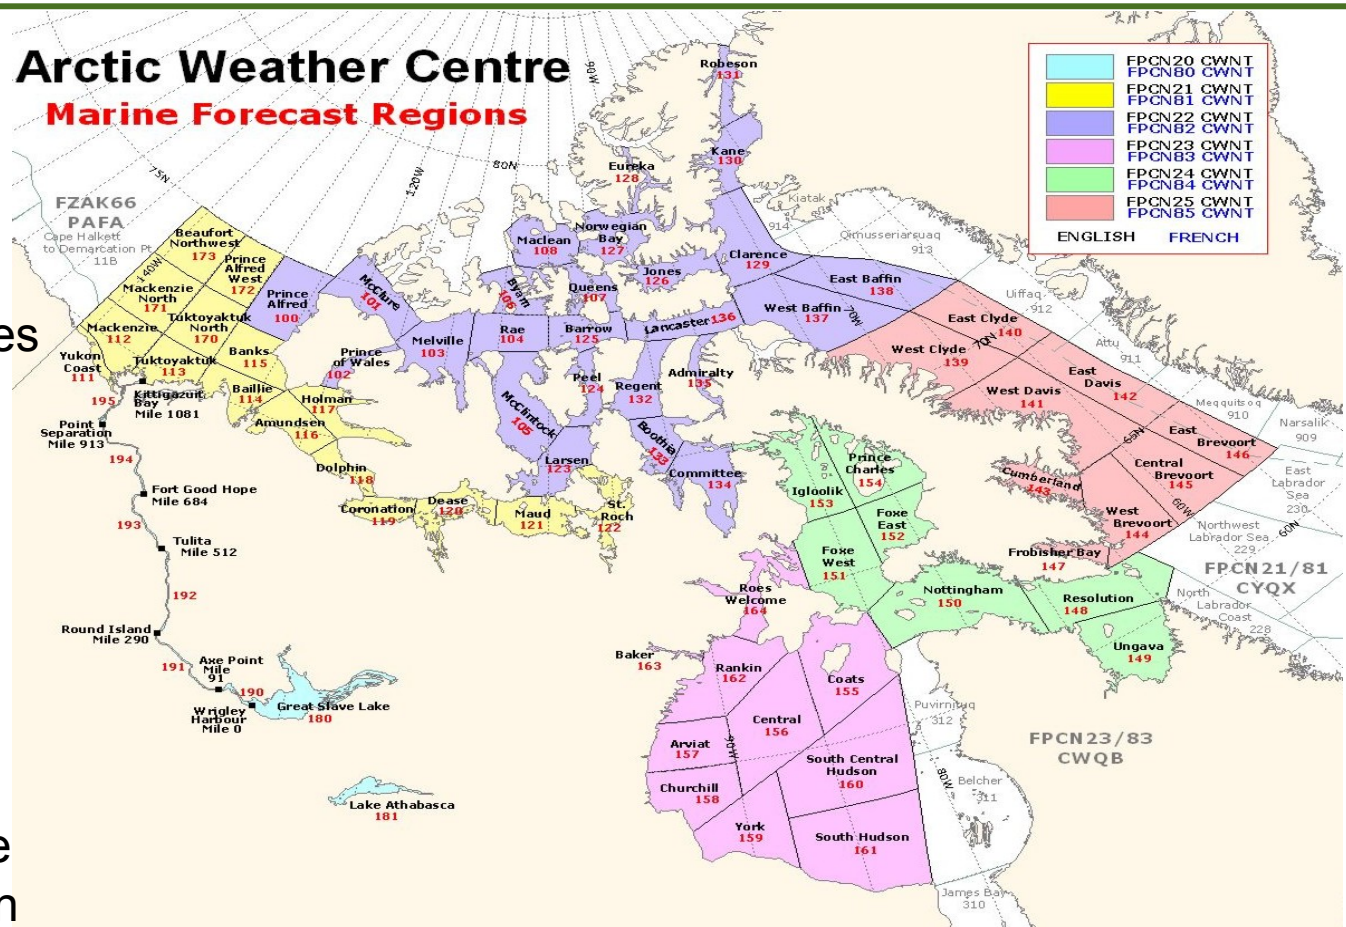 Arctic Weather Centre
Marine Forecast Regions
FPCN20 CWNT
FPCN80 CWNT
FPCN21 CWNT
FPCN81 CWNT
FPCN22 CWNT
FPCN82 CWNT
FPCN23 CWNT
FPCN83 CWNT
FPCN24 CWNT
FPCN84 CWNT
FPCN25 CWNT
FPCN85 CWNT
ENGLISH FRENCH
90W
80N
120W
75N
140W
Robeson
131
Kane
130
Eureka
128
Kiatak
914
Qimusseriarsuaq
913
FZAK66
PAFA
Cape Halkett
to Demarcation Pt
11B
Beaufort
Northwest
173
Prince
Alfred
West
172
Mackenzie
North
171
Tuktoyaktuk
North
170
Prince
Alfred
100
McClure
101
Maclean
108
Norwegian
Bay
127
Byam
106
Queens
107
Jones
126
Clarence
129
East Baffin
138
West Baffin
137
70W
Uiffaq
912
Mackenzie
112
Yukon
Coast
111
Tuktoyaktuk
113
Banks
115
Baillie
114
Prince
of Wales
102
Holman
117
Amundsen
116
Melville
103
Rae
104
Barrow
125
Lancaster 136
East Clyde
140
70N
West Clyde
139
Attu
911
es
Peel
124
Regent
132
Admiralty
135
McClintock
105
Boothia
133
Larsen
123
Committee
134
West Davis
141
East
Davis
142
Meqquitsoq
910
Narsalik
909
65N
East
Brevoort
146
Central
Brevoort
145
East
Labrador
Sea
230
Kittigazuit
Bay
Mile 1081
195
Point
Separation
Mile 913
194
Fort Good Hope
Mile 684
193
Tulita
Mile 512
192
Round Island
Mile 290
191
Axe Point
Mile
91
190
Wrigley
Harbour
Mile 0
Great Slave Lake
180
Lake Athabasca
181
Dolphin
118
Coronation
119
Dease
120
Maud
121
St.
Roch
122
Igloolik
153
Prince
Charles
154
Foxe
East
152
Foxe
West
151
Cumberland
143
West
Brevoort
144
60W
Northwest
Labrador Sea
229
60N
FPCN21/81
CYQX
Frobisher Bay
147
Nottingham
150
Resolution
148
Ungava
149
North
Labrador
Coast
228
Roes
Welcome
164
Baker
163
Rankin
162
Coats
155
Central
156
Arviat
157
90W
Churchill
158
South Central
Hudson
160
York
159
South Hudson
161
Puvirnituq
312
80W
Belcher
311
James Bay
310
FPCN23/83
CWQB
e
n